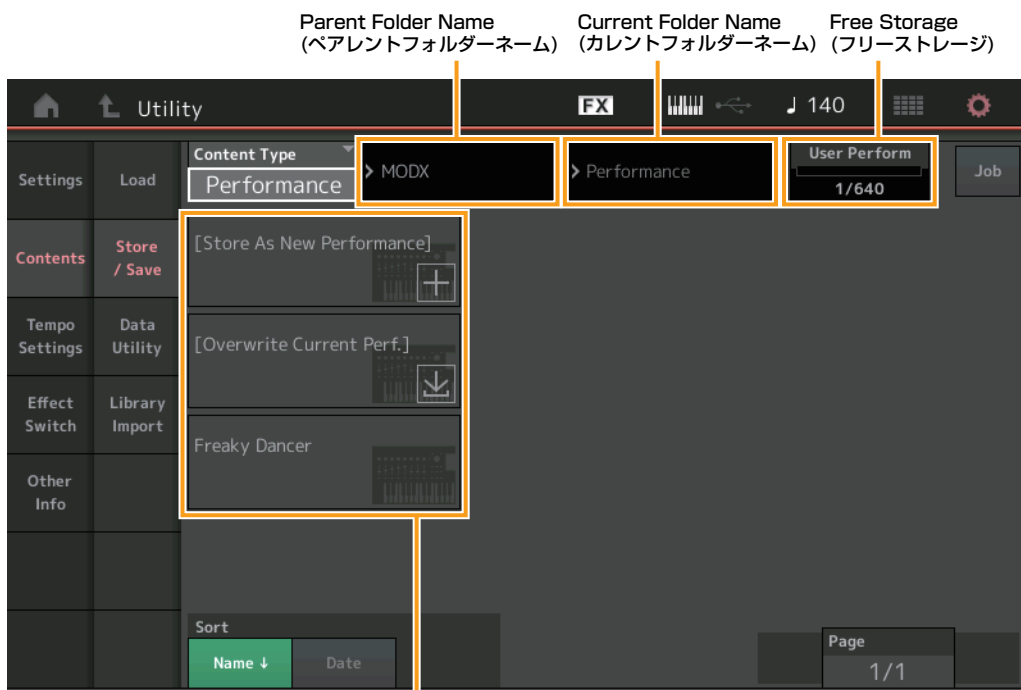 Parent Folder Name
(ペアレントフォルダーネーム)
Current Folder Name
(カレントフォルダーネーム)
Free Storage
(フリーストレージ)
Utility
FX
140
Settings
Load
Content Type
Performance
> MODX
> Performance
User Perform
1/640
Job
Contents
Store
/ Save
[Store As New Performance]
Tempo
Settings
Data
Utility
[Overwrite Current Perf.]
Effect
Switch
Library
Import
Freaky Dancer
Other
Info
Sort
Name ↓
Date
Page
1/1